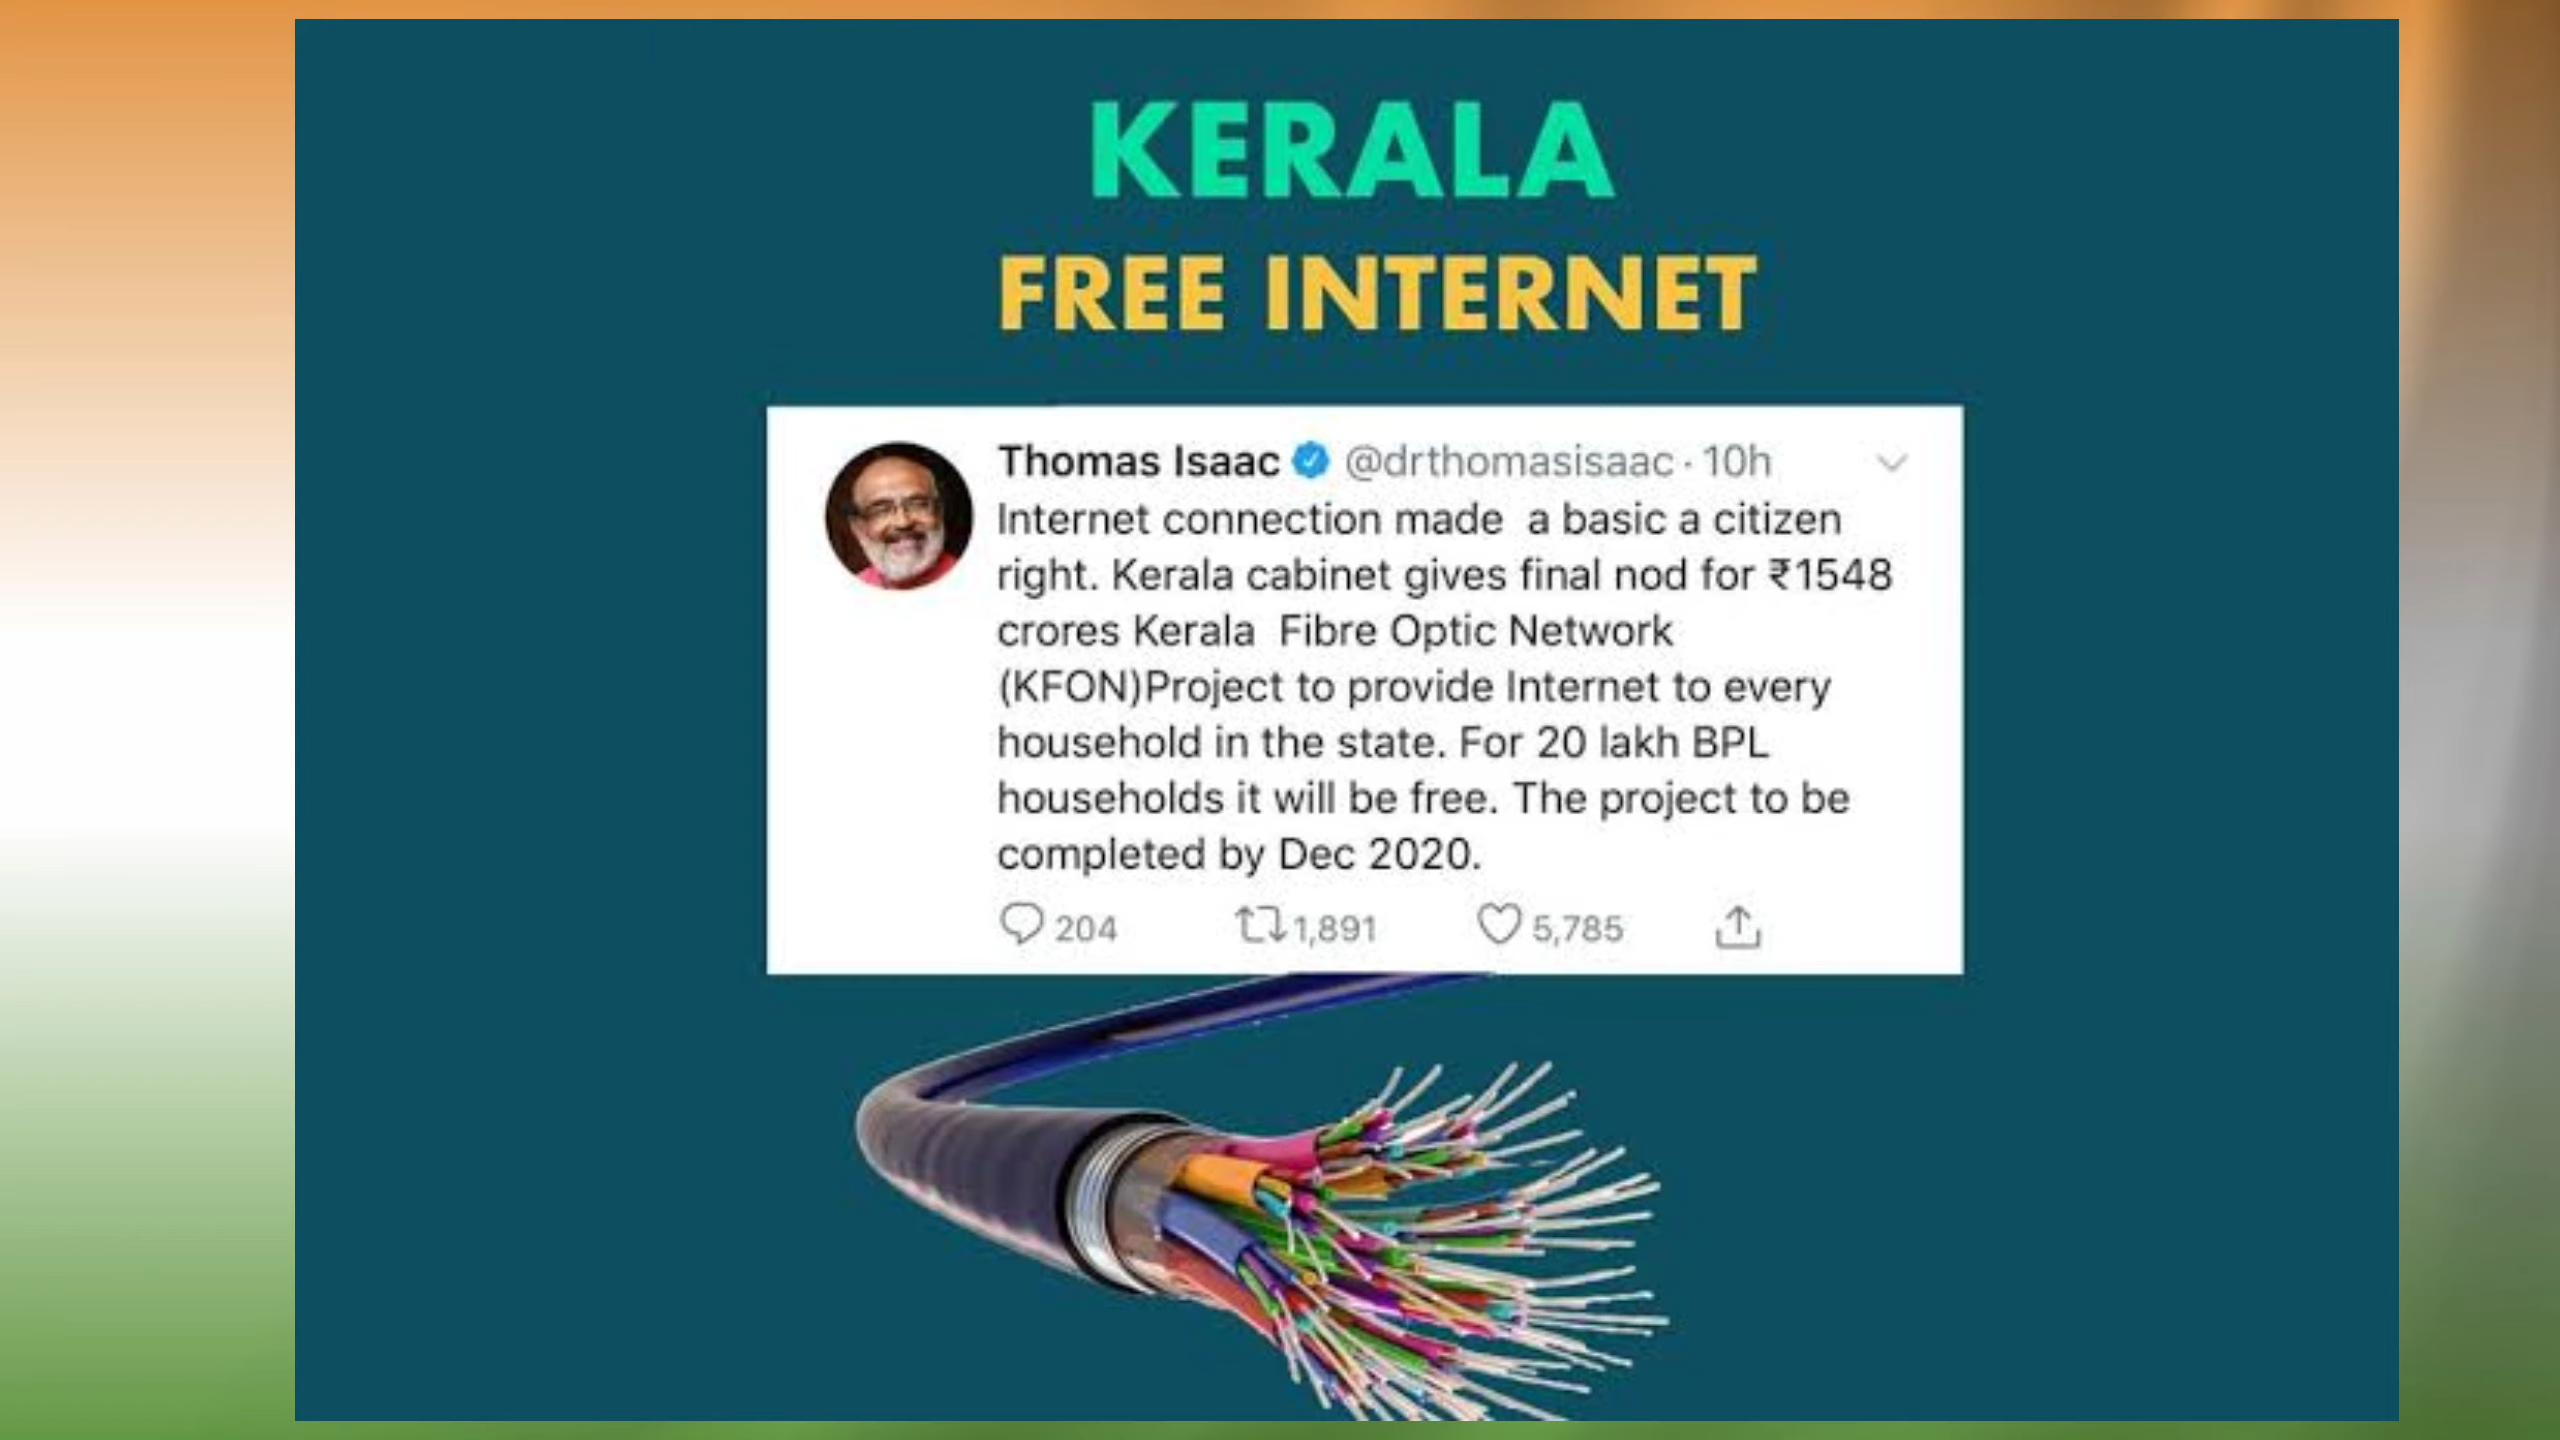 KERALA
FREE INTERNET
Thomas Isaac @drthomasisaac · 10h
Internet connection made a basic a citizen
right. Kerala cabinet gives final nod for ₹1548
crores Kerala Fibre Optic Network
(KFON)Project to provide Internet to every
household in the state. For 20 lakh BPL
households it will be free. The project to be
completed by Dec 2020.
204 1,891 5,785